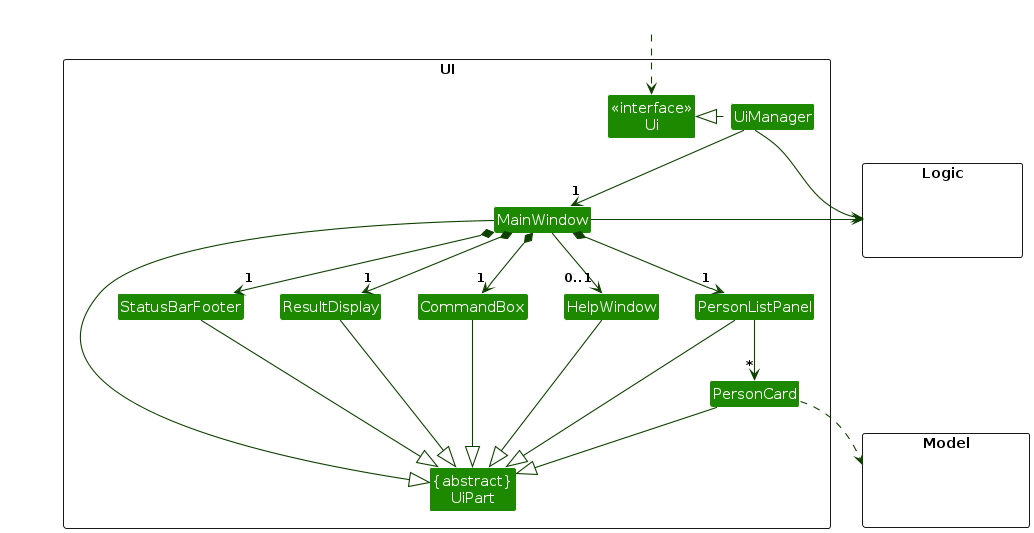 UI
«interface»
Ui
UiManager
Logic
1
MainWindow
1
1
1
0..1
1
StatusBarFooter
ResultDisplay
CommandBox
HelpWindow
PersonListPanel
*
PersonCard
Model
{abstract}
UiPart